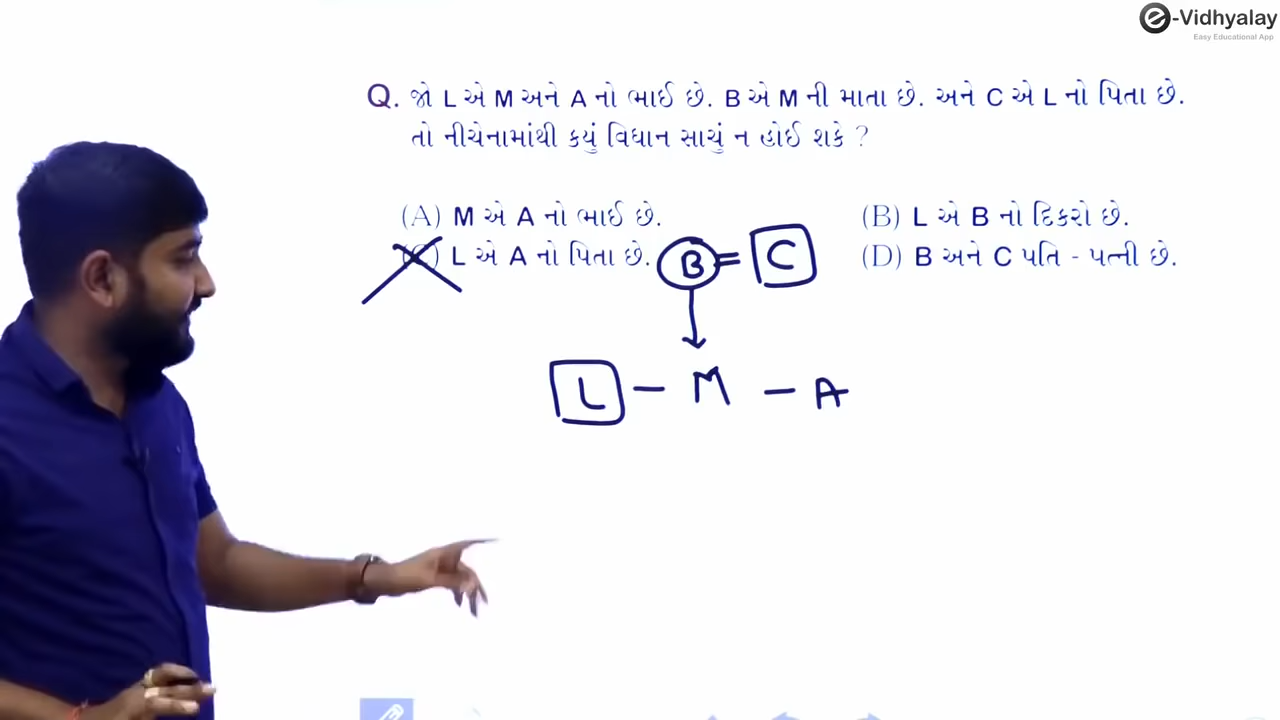 e-Vidhyalay
Easy Educational App
Q. જો L એ M અને A નો ભાઈ છે. B એ M ની માતા છે. અને C એ L નો પિતા છે.
તો નીચેનામાંથી કયું વિધાન સાચું ન હોઈ શકે ?
(A) M એ A નો ભાઈ છે.
(B) L એ B નો દિકરો છે.
(C) L એ A નો પિતા છે.
(D) B અને C પતિ - પત્ની છે.
B = C
L - M - A